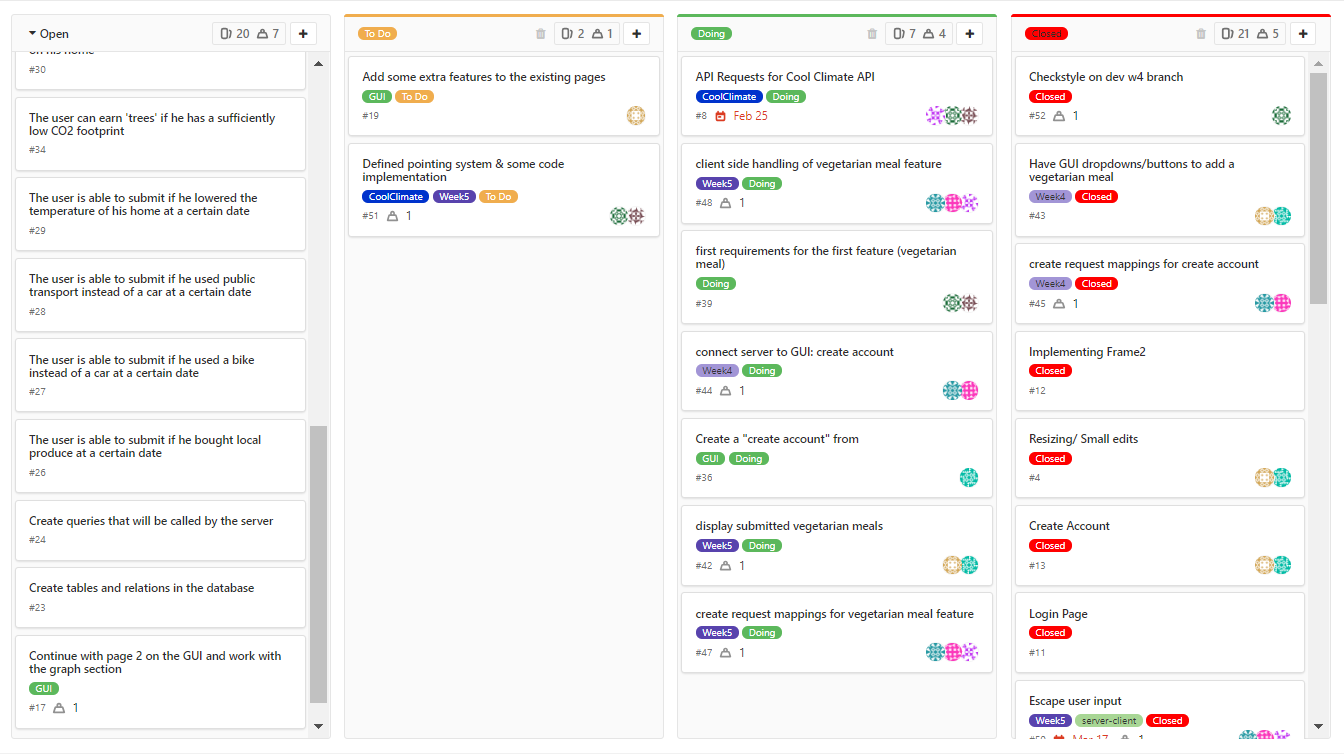 Open
20 7
on his home
#30
The user can earn 'trees' if he has a sufficiently
low CO2 footprint
#34
The user is able to submit if he lowered the
temperature of his home at a certain date
#29
The user is able to submit if he used public
transport instead of a car at a certain date
#28
The user is able to submit if he used a bike
instead of a car at a certain date
#27
The user is able to submit if he bought local
produce at a certain date
#26
Create queries that will be called by the server
#24
Create tables and relations in the database
#23
Continue with page 2 on the GUI and work with
the graph section
GUI
#17 1
To Do
2 1
Add some extra features to the existing pages
GUI To Do
#19
Defined pointing system & some code
implementation
CoolClimate Week5 To Do
#51 1
Doing
7 4
API Requests for Cool Climate API
CoolClimate Doing
#8 Feb 25
client side handling of vegetarian meal feature
Week5 Doing
#48 1
first requirements for the first feature (vegetarian
meal)
Doing
#39
connect server to GUI: create account
Week4 Doing
#44 1
Create a "create account" from
GUI Doing
#36
display submitted vegetarian meals
Week5 Doing
#42 1
create request mappings for vegetarian meal feature
Week5 Doing
#47 1
Closed
21 5
Checkstyle on dev w4 branch
Closed
#52 1
Have GUI dropdowns/buttons to add a
vegetarian meal
Week4 Closed
#43
create request mappings for create account
Week4 Closed
#45 1
Implementing Frame2
Closed
#12
Resizing/ Small edits
Closed
#4
Create Account
Closed
#13
Login Page
Closed
#11
Escape user input
Week5 server-client Closed
Mar 17 1